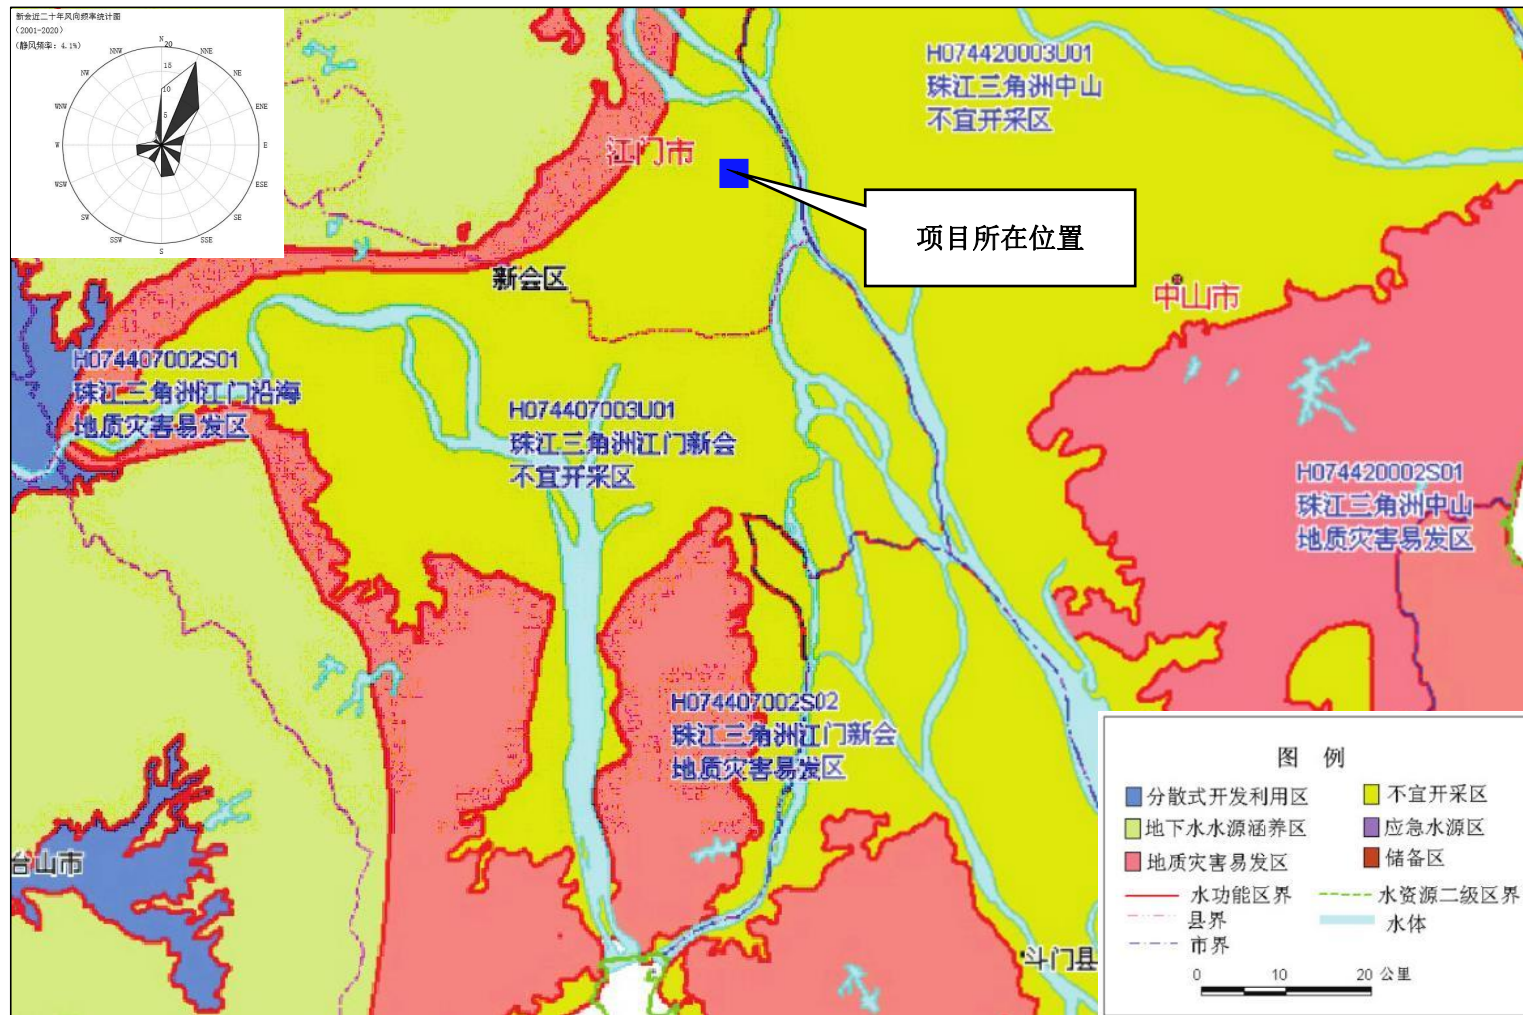 新会近二十年风向频率统计图
(2001-2020)
(静风频率: 4.1%)
N
NNE
NE
ENE
E
ESE
SE
SSE
S
SSW
SW
WSW
W
WNW
NW
NNW
20
15
10
5
H074420003U01
珠江三角洲中山
不宜开采区
江门市
项目所在位置
新会区
中山市
H074407002S01
珠江三角洲江门沿海
地质灾害易发区
H074407003U01
珠江三角洲江门新会
不宜开采区
H074420002S01
珠江三角洲中山
地质灾害易发区
H074407002S02
珠江三角洲江门新会
地质灾害易发区
台山市
斗门县
图 例
分散式开发利用区
不宜开采区
地下水水源涵养区
应急水源区
地质灾害易发区
储备区
水功能区界
水资源二级区界
县界
水体
市界
0 10 20 公里